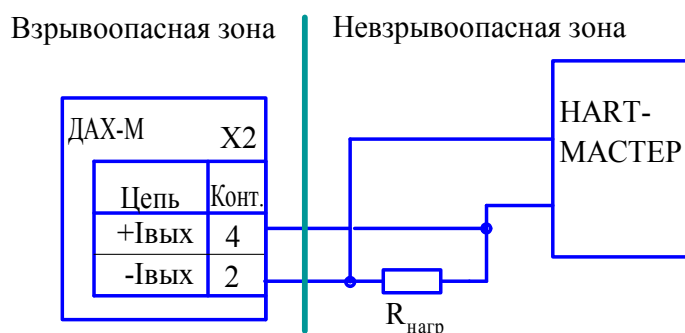 Взрывоопасная зона
Невзрывоопасная зона
ДАХ-М
X2
Цепь
Конт.
+Iвых
4
-Iвых
2
HART-
МАСТЕР
Rнагр